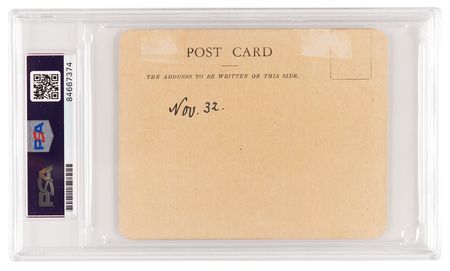 POST CARD
THE ADDRESS TO BE WRITTEN ON THIS SIDE.
Nov. 32.
84667374
PSA
PSA